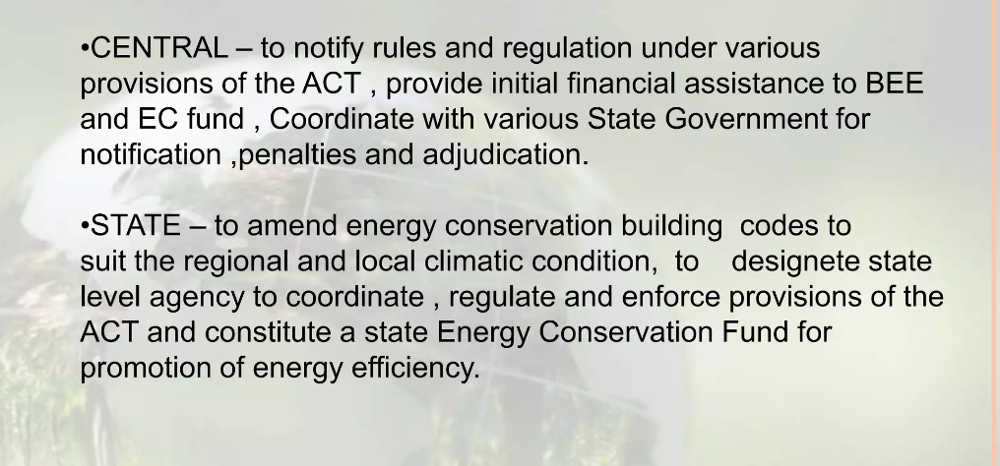 •CENTRAL – to notify rules and regulation under various
provisions of the ACT , provide initial financial assistance to BEE
and EC fund , Coordinate with various State Government for
notification ,penalties and adjudication.
•STATE – to amend energy conservation building  codes to
suit the regional and local climatic condition,  to    designete state
level agency to coordinate , regulate and enforce provisions of the
ACT and constitute a state Energy Conservation Fund for
promotion of energy efficiency.